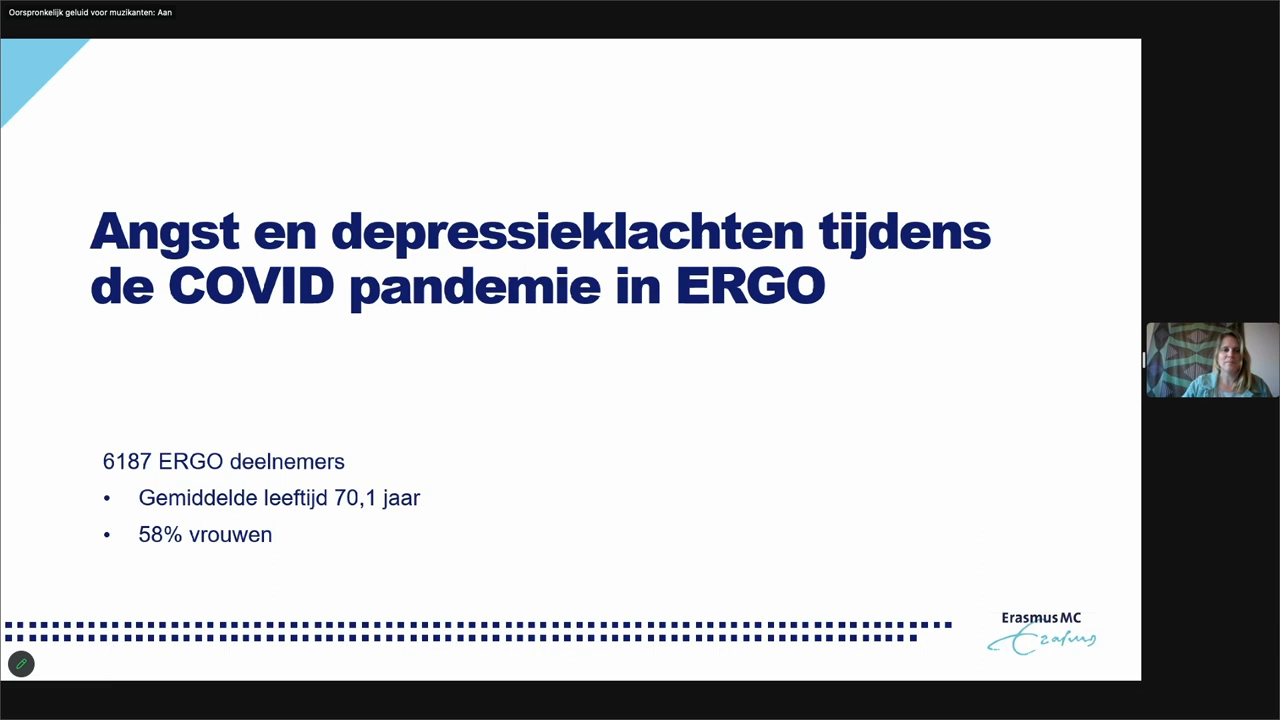 Oorspronkelijk geluid voor muzikanten: Aan
Angst en depressieklachten tijdens
de COVID pandemie in ERGO
6187 ERGO deelnemers
• Gemiddelde leeftijd 70,1 jaar
• 58% vrouwen
Erasmus MC
Erasmus